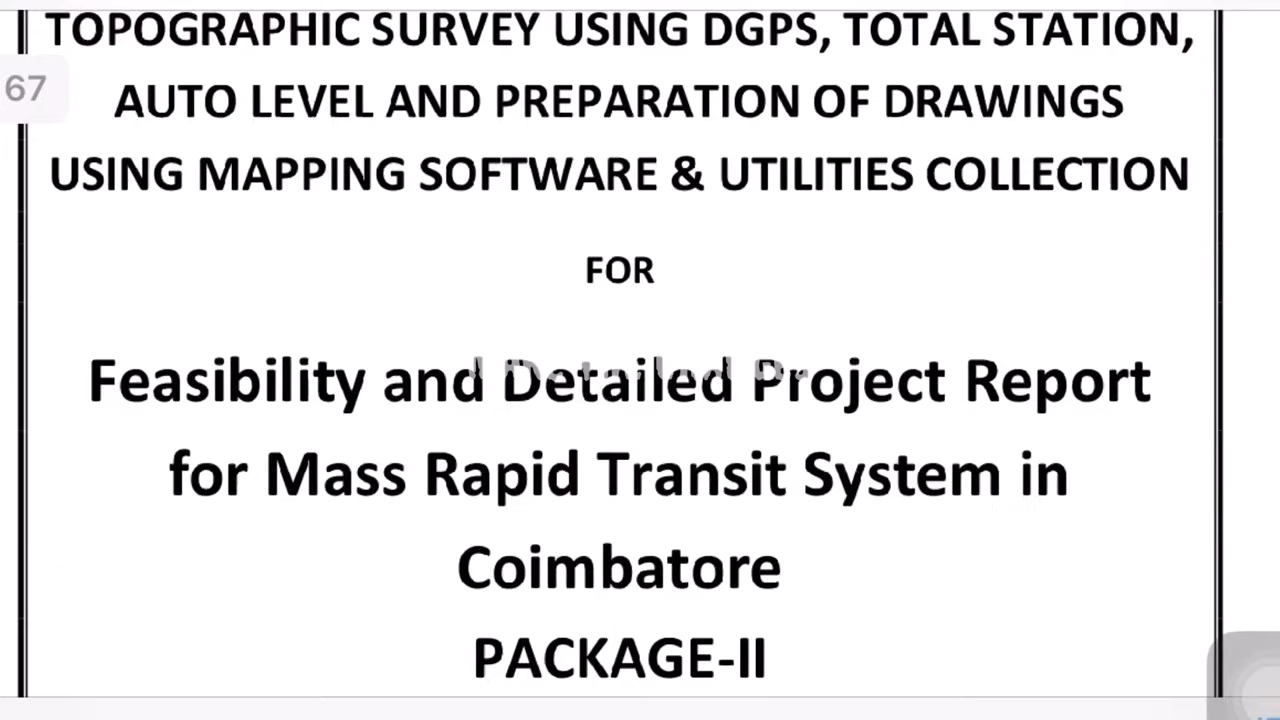 TOPOGRAPHIC SURVEY USING DGPS, TOTAL STATION,
67
AUTO LEVEL AND PREPARATION OF DRAWINGS
USING MAPPING SOFTWARE & UTILITIES COLLECTION
FOR
Feasibility and Detailed Project Report
for Mass Rapid Transit System in
Coimbatore
PACKAGE-II